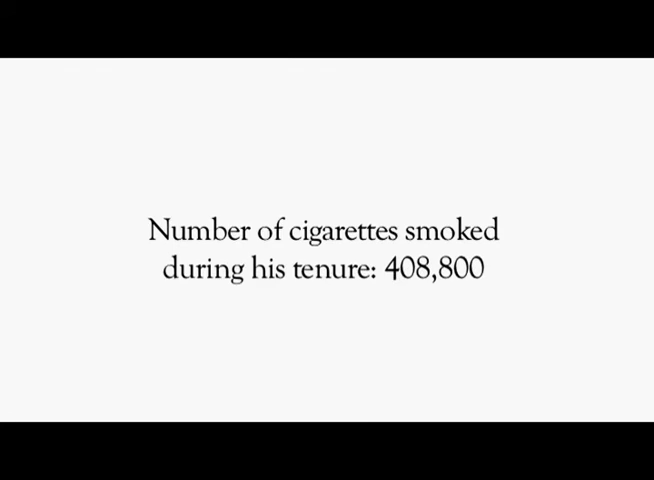 Number of cigarettes smoked
during his tenure: 408,800